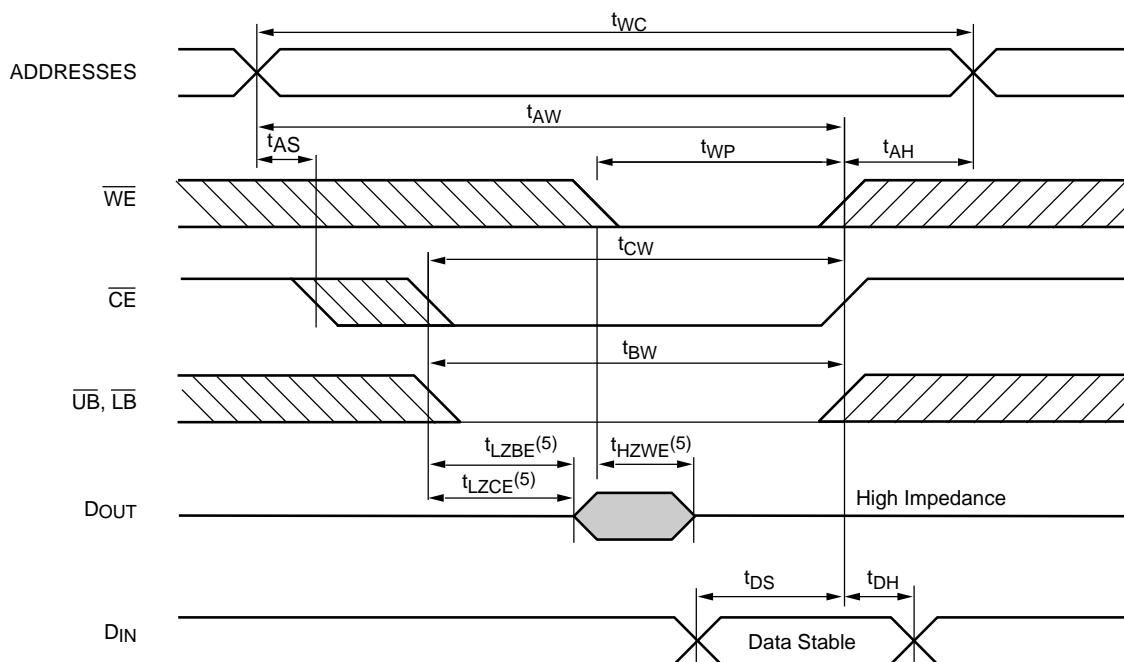 tWC
ADDRESSES
tAW
tAS
tWP
tAH
WE
tCW
CE
tBW
UB, LB
tLZBE(5)
tHZWE(5)
tLZCE(5)
DOUT
High Impedance
tDS
tDH
DIN
Data Stable